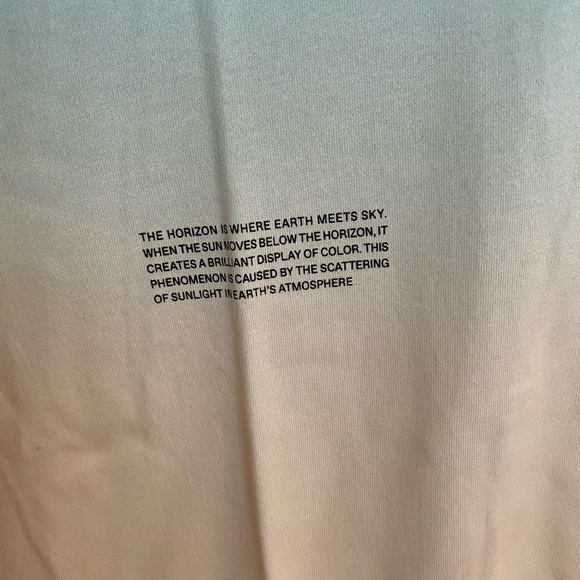 THE HORIZON IS WHERE EARTH MEETS SKY.
WHEN THE SUN MOVES BELOW THE HORIZON, IT
CREATES A BRILLIANT DISPLAY OF COLOR. THIS
PHENOMENON IS CAUSED BY THE SCATTERING
OF SUNLIGHT IN EARTH'S ATMOSPHERE